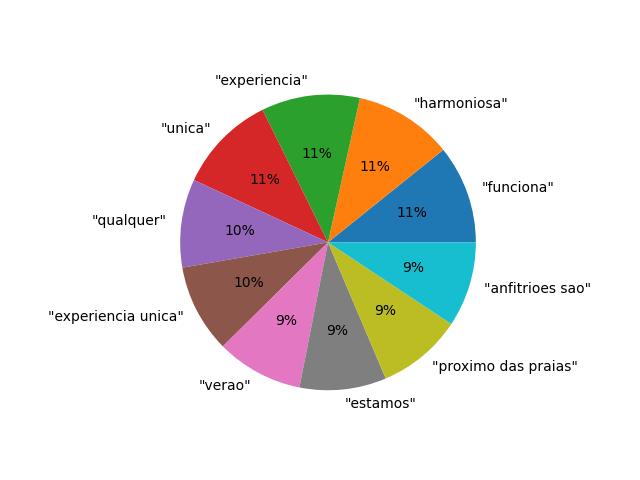 "experiencia"
"harmoniosa"
"unica"
11%
11%
11%
"funciona"
11%
"qualquer"
10%
"anfitrioes sao"
10%
9%
"experiencia unica"
9%
9%
9%
"proximo das praias"
"verao"
"estamos"